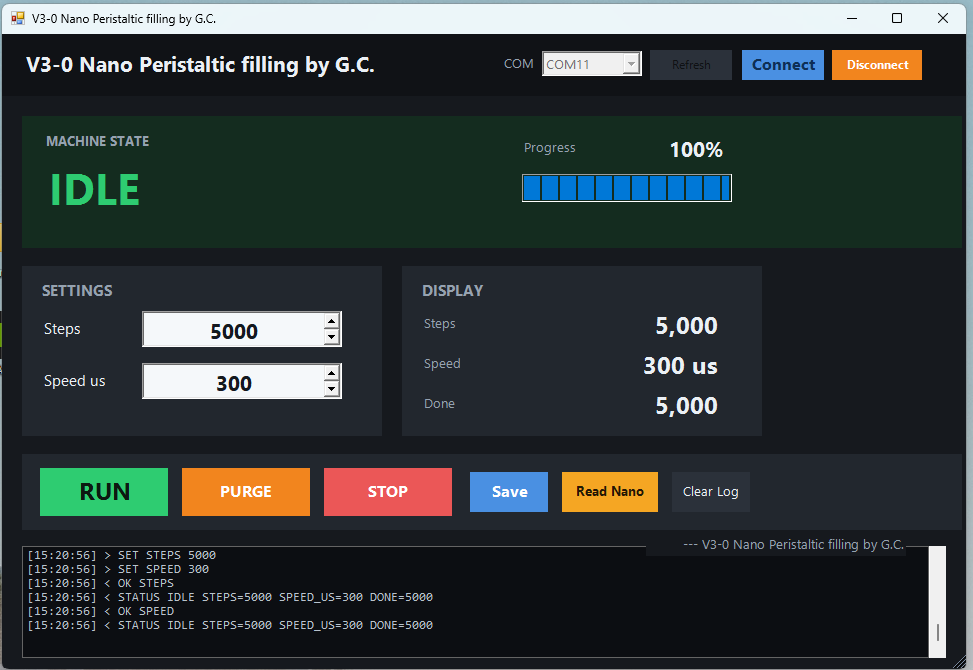 V3-0 Nano Peristaltic filling by G.C.
V3-0 Nano Peristaltic filling by G.C.
COM
COM11
Refresh
Connect
Disconnect
MACHINE STATE
IDLE
Progress
100%
SETTINGS
Steps
5000
Speed us
300
DISPLAY
Steps
5,000
Speed
300 us
Done
5,000
RUN
PURGE
STOP
Save
Read Nano
Clear Log
--- V3-0 Nano Peristaltic filling by G.C.
[15:20:56] > SET STEPS 5000
[15:20:56] > SET SPEED 300
[15:20:56] < OK STEPS
[15:20:56] < STATUS IDLE STEPS=5000 SPEED_US=300 DONE=5000
[15:20:56] < OK SPEED
[15:20:56] < STATUS IDLE STEPS=5000 SPEED_US=300 DONE=5000